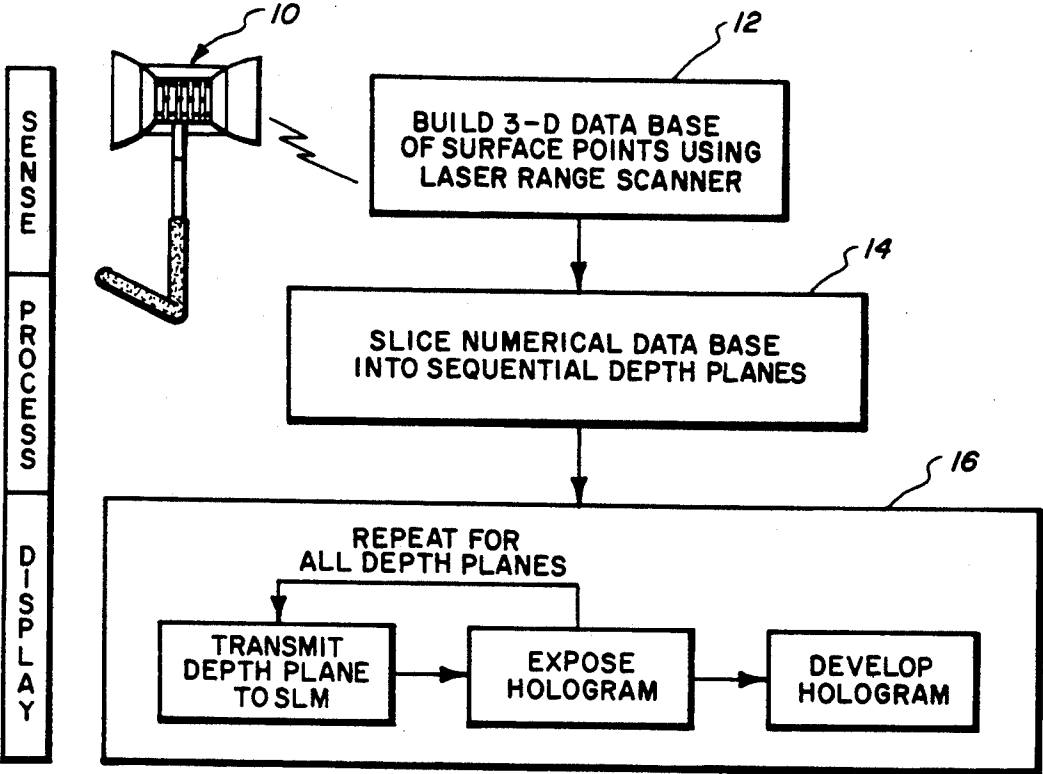 10
12
SENSE
BUILD 3-D DATA BASE
OF SURFACE POINTS USING
LASER RANGE SCANNER
14
PROCESS
SLICE NUMERICAL DATA BASE
INTO SEQUENTIAL DEPTH PLANES
16
DISPLAY
REPEAT FOR
ALL DEPTH PLANES
TRANSMIT
DEPTH PLANE
TO SLM
EXPOSE
HOLOGRAM
DEVELOP
HOLOGRAM